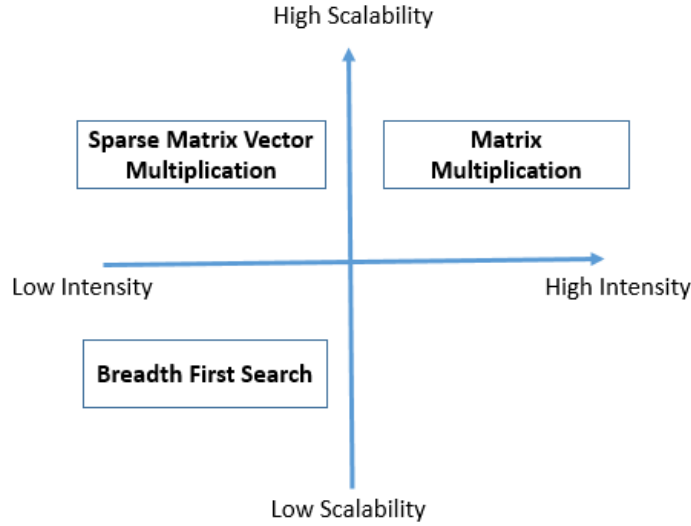 High Scalability
Sparse Matrix Vector
Multiplication
Matrix
Multiplication
Low Intensity
High Intensity
Breadth First Search
Low Scalability